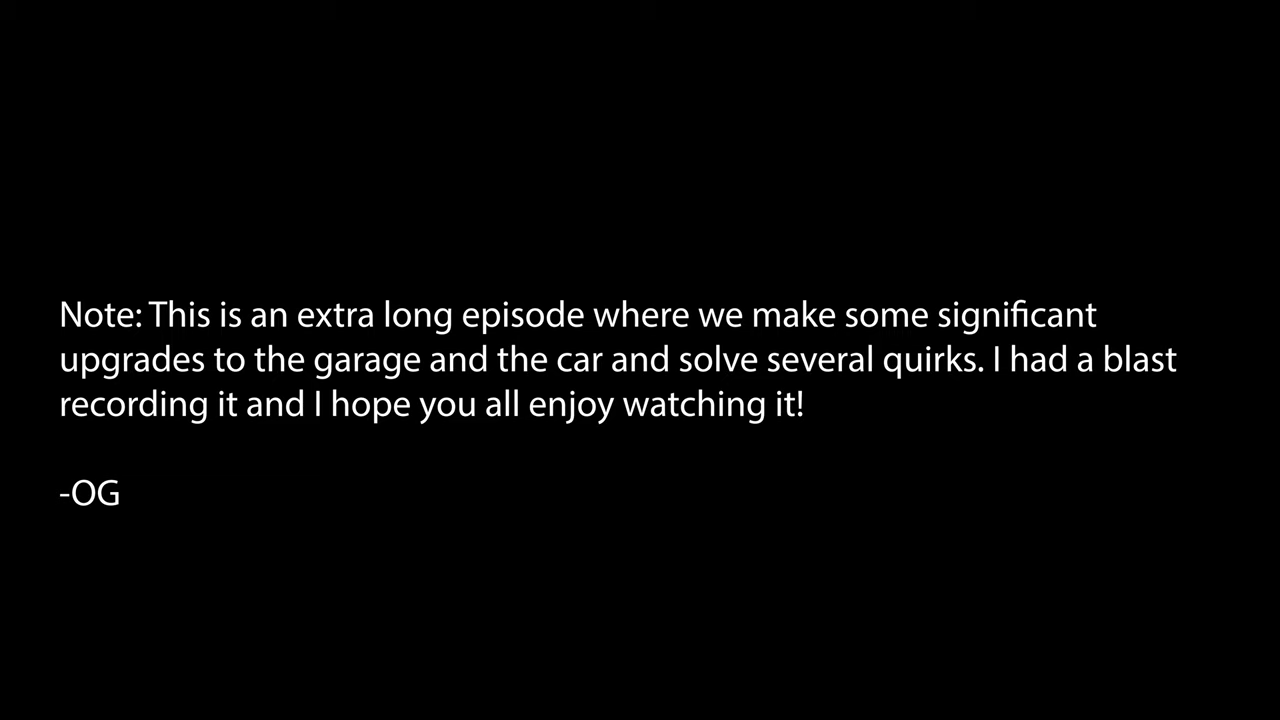 Note: This is an extra long episode where we make some significant
upgrades to the garage and the car and solve several quirks. I had a blast
recording it and I hope you all enjoy watching it!
-OG